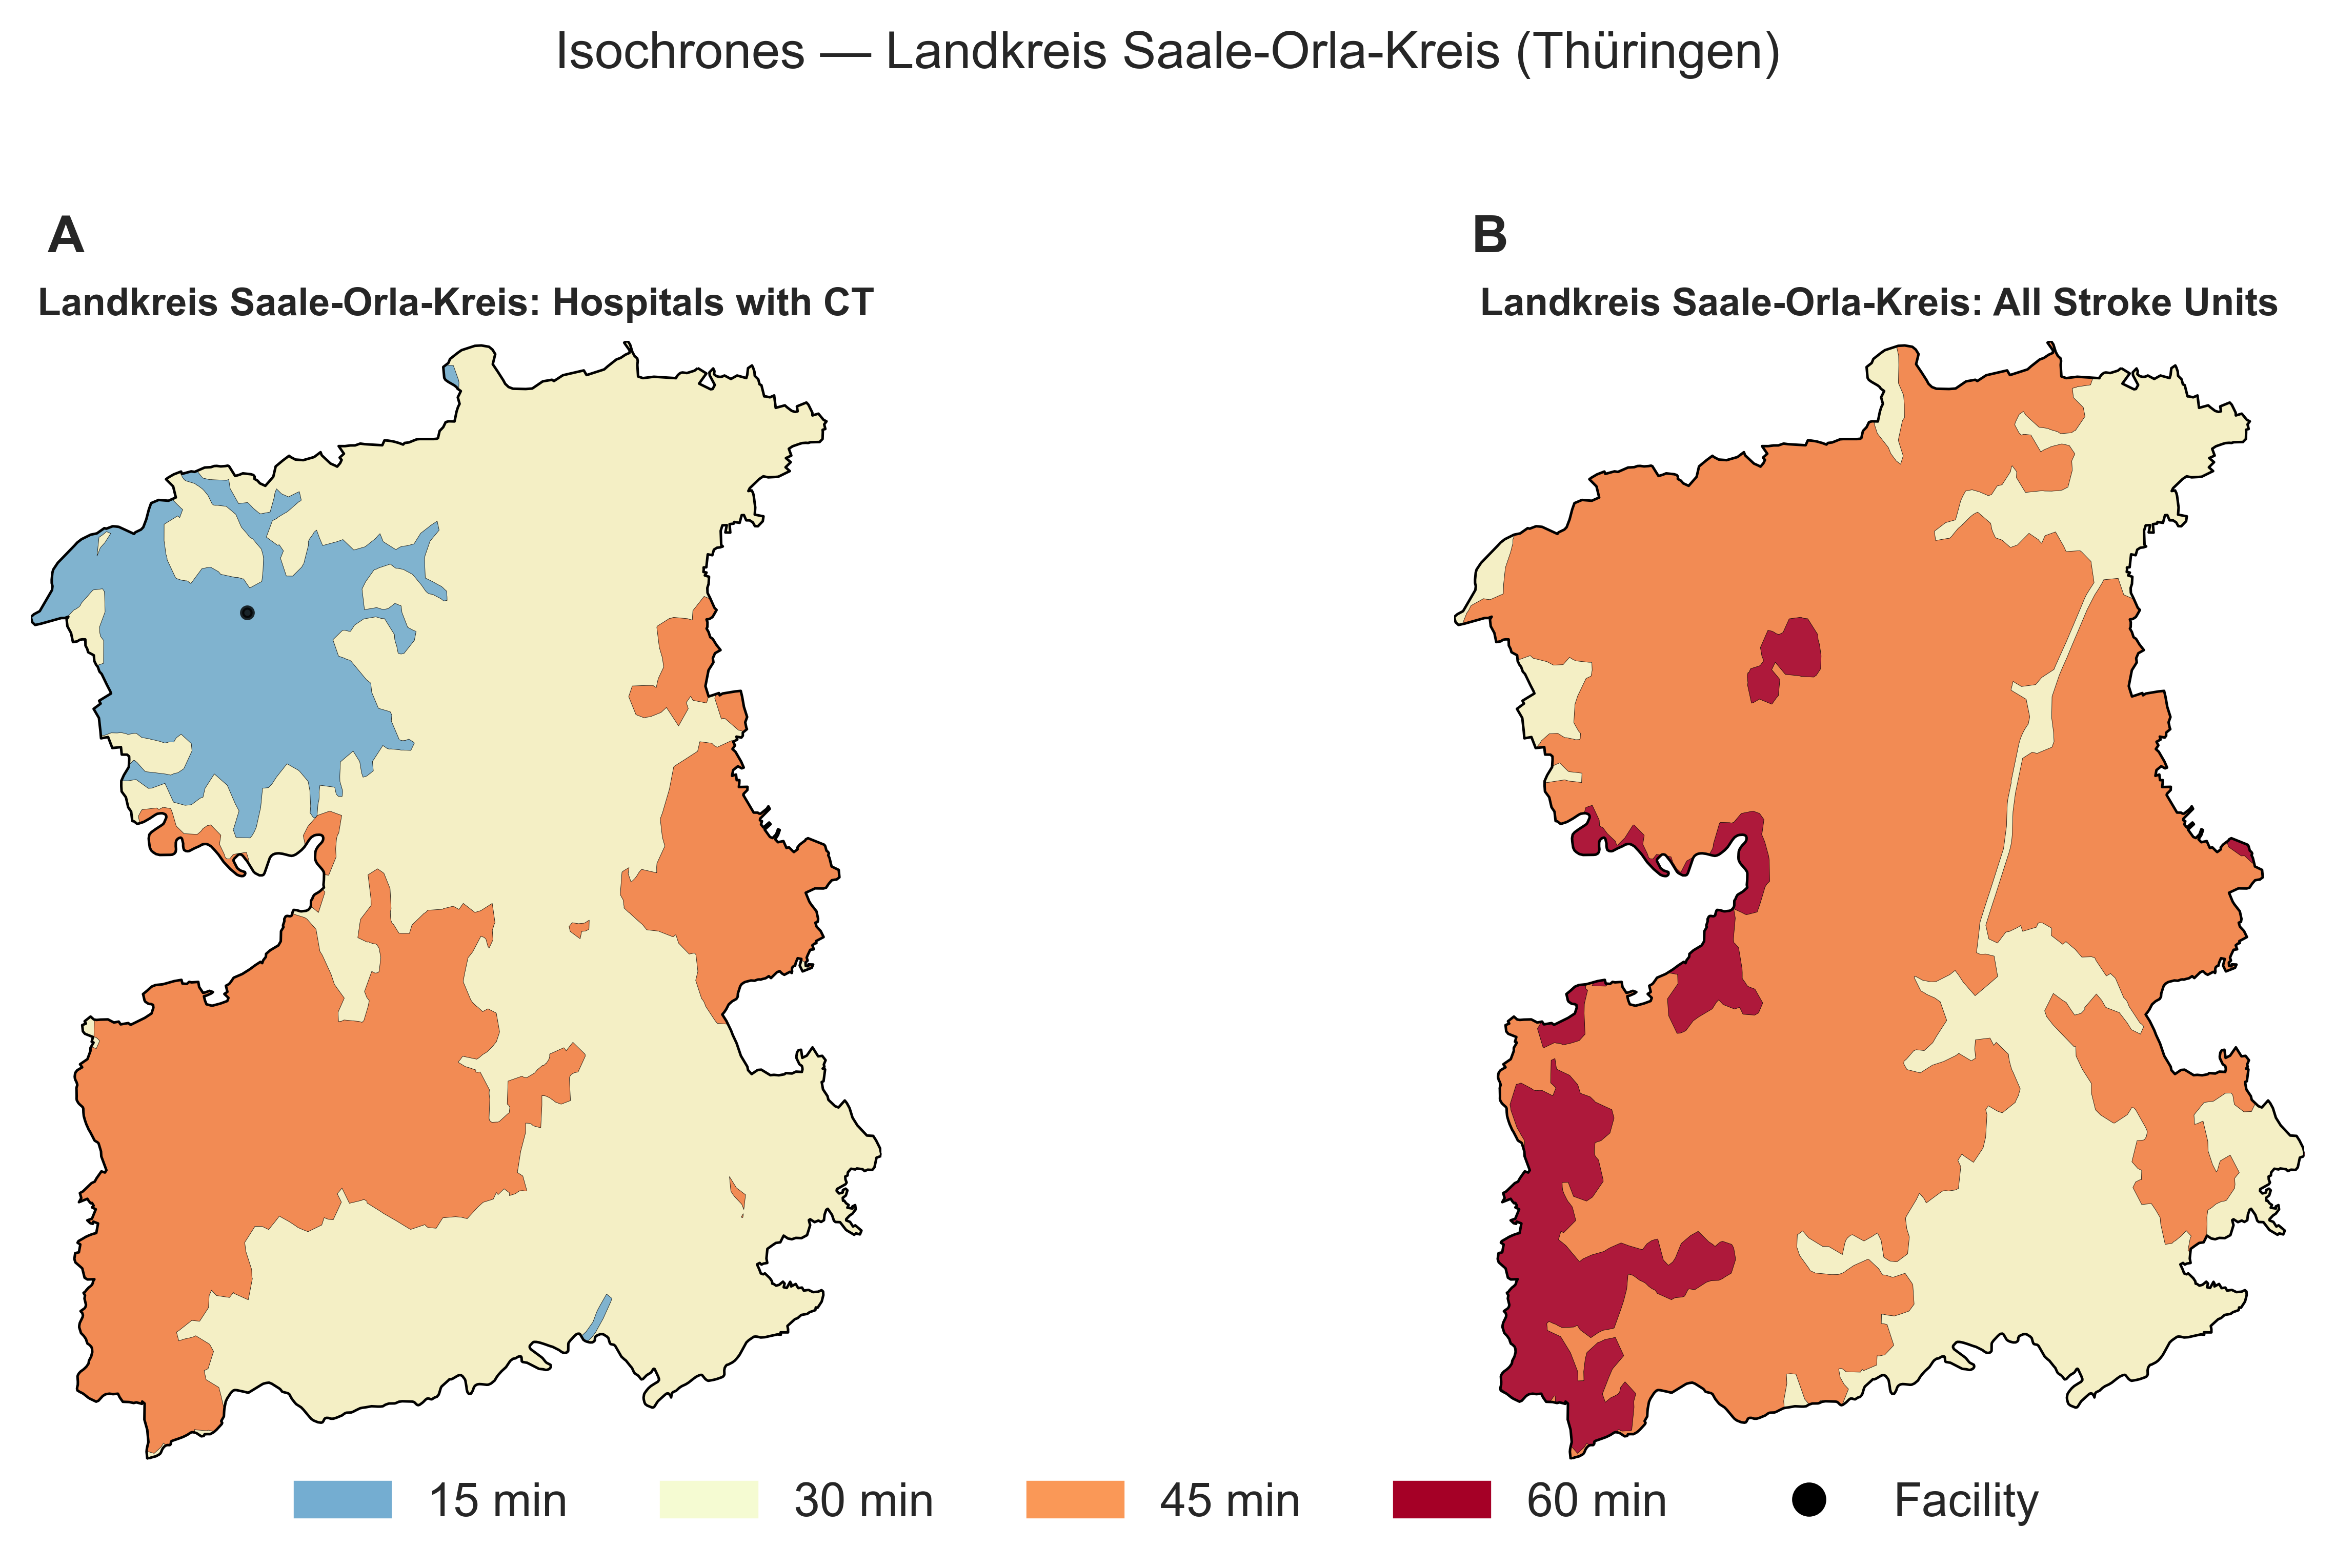 Isochrones — Landkreis Saale-Orla-Kreis (Thüringen)
A
Landkreis Saale-Orla-Kreis: Hospitals with CT
B
Landkreis Saale-Orla-Kreis: All Stroke Units
15 min
30 min
45 min
60 min
Facility